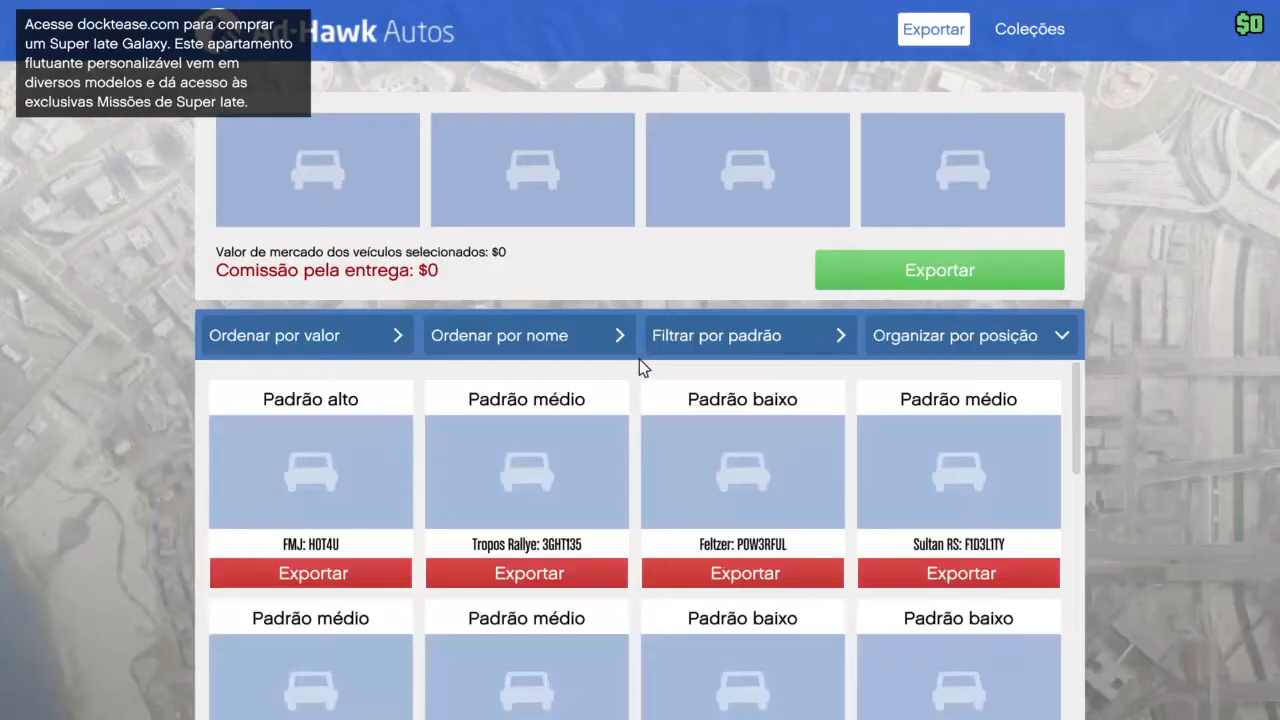 Acesse docktease.com para comprar
um Super Iate Galaxy. Este apartamento
flutuante personalizável vem em
diversos modelos e dá acesso às
exclusivas Missões de Super Iate.
Ad-Hawk Autos
Exportar
Coleções
$0
Valor de mercado dos veículos selecionados: $0
Comissão pela entrega: $0
Exportar
Ordenar por valor
Ordenar por nome
Filtrar por padrão
Organizar por posição
Padrão alto
Padrão médio
Padrão baixo
Padrão médio
FMJ: H0T4U
Tropos Rallye: 3GHT135
Feltzer: P0W3RFUL
Sultan RS: F1D3L1TY
Exportar
Exportar
Exportar
Exportar
Padrão médio
Padrão médio
Padrão baixo
Padrão baixo